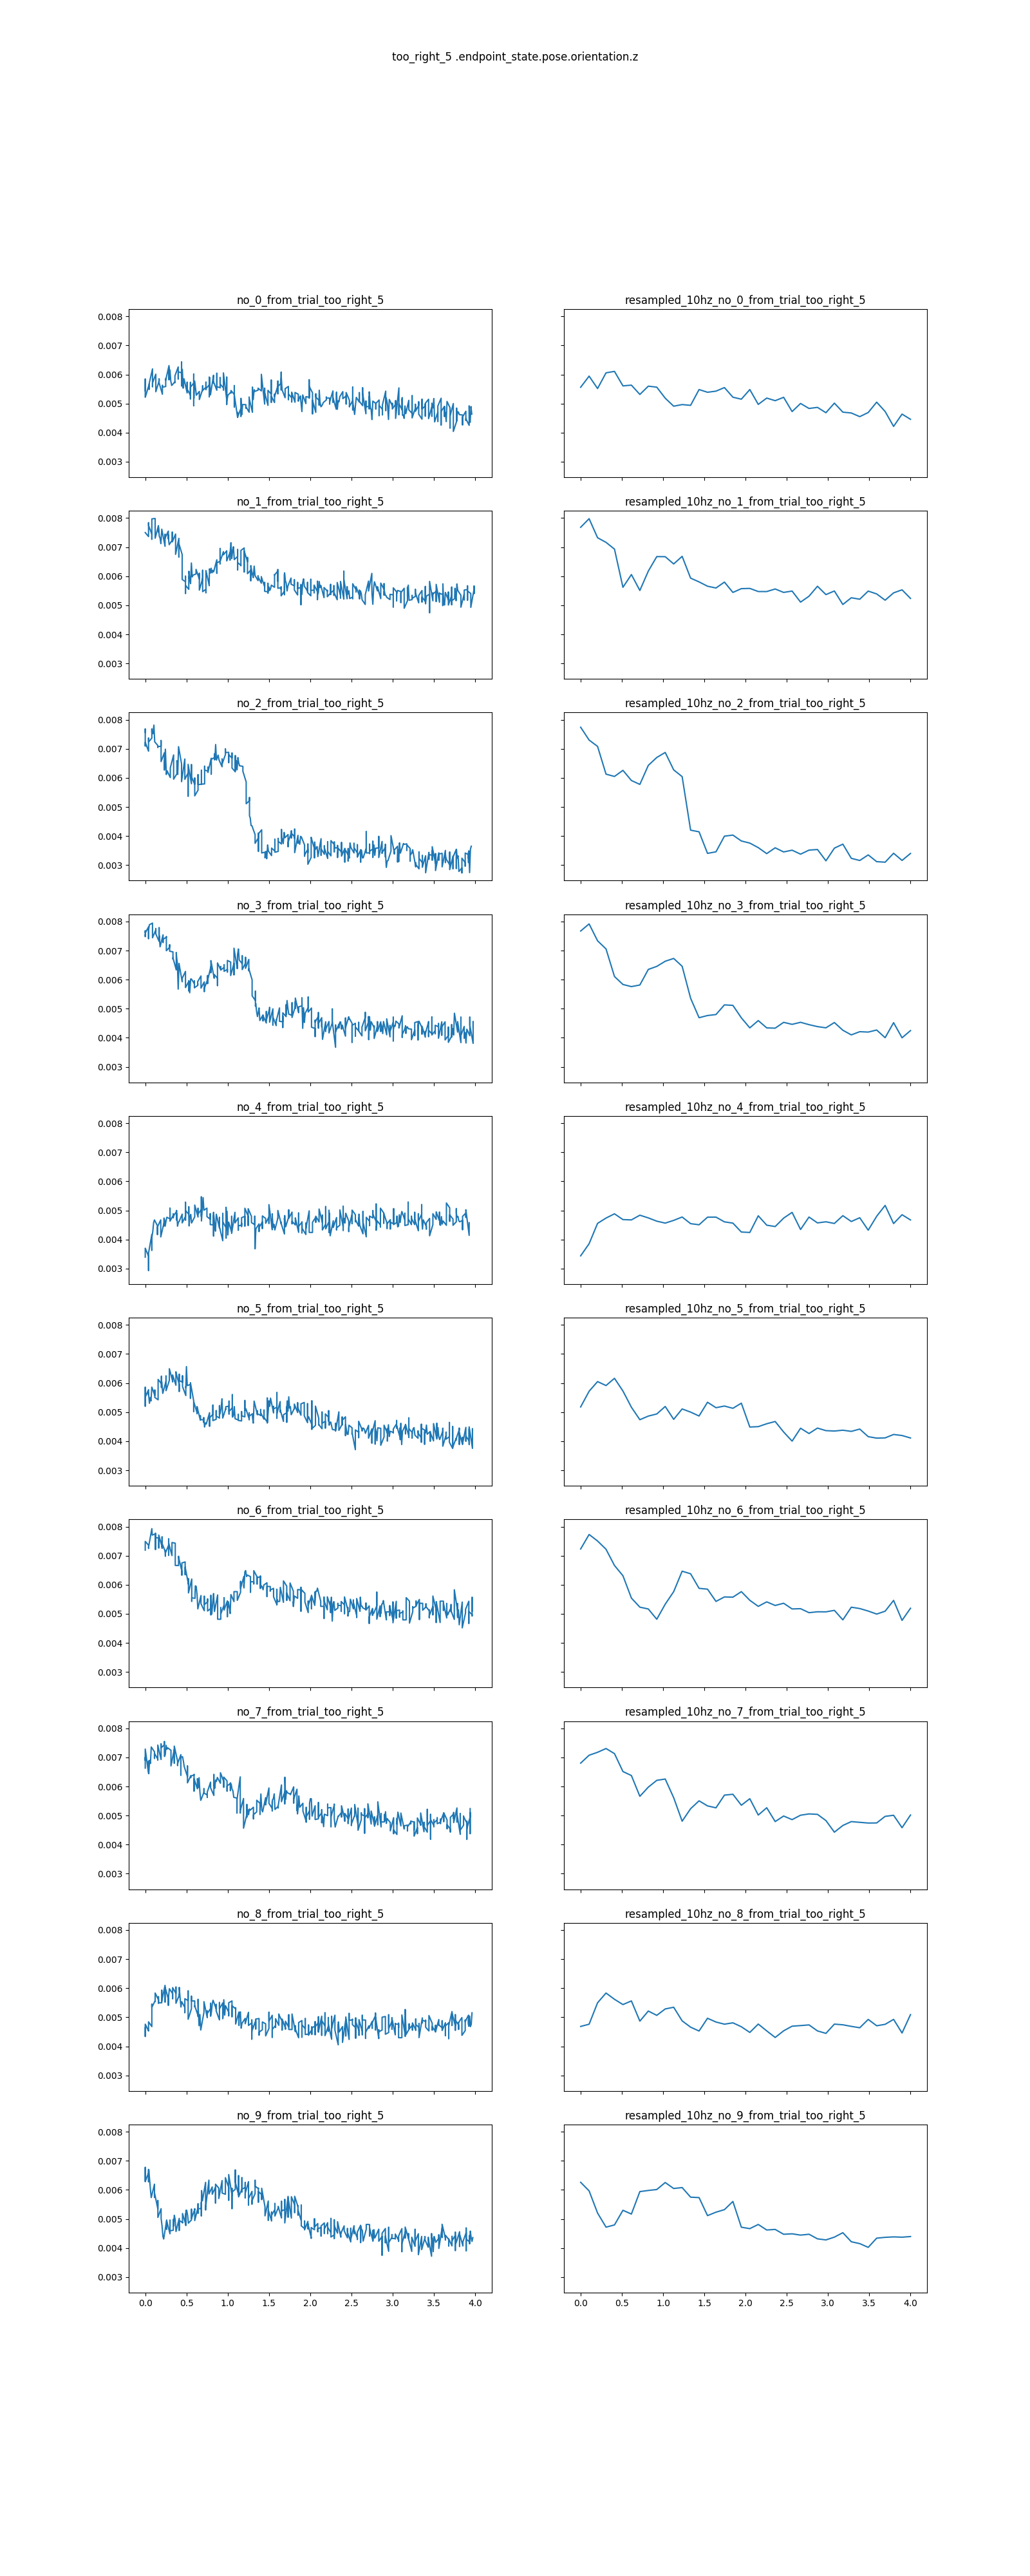 too_right_5 .endpoint_state.pose.orientation.z
no_0_from_trial_too_right_5
resampled_10hz_no_0_from_trial_too_right_5
0.008
0.007
0.006
0.005
0.004
0.003
no_1_from_trial_too_right_5
resampled_10hz_no_1_from_trial_too_right_5
0.008
0.007
0.006
0.005
0.004
0.003
no_2_from_trial_too_right_5
resampled_10hz_no_2_from_trial_too_right_5
0.008
0.007
0.006
0.005
0.004
0.003
no_3_from_trial_too_right_5
resampled_10hz_no_3_from_trial_too_right_5
0.008
0.007
0.006
0.005
0.004
0.003
no_4_from_trial_too_right_5
resampled_10hz_no_4_from_trial_too_right_5
0.008
0.007
0.006
0.005
0.004
0.003
no_5_from_trial_too_right_5
resampled_10hz_no_5_from_trial_too_right_5
0.008
0.007
0.006
0.005
0.004
0.003
no_6_from_trial_too_right_5
resampled_10hz_no_6_from_trial_too_right_5
0.008
0.007
0.006
0.005
0.004
0.003
no_7_from_trial_too_right_5
resampled_10hz_no_7_from_trial_too_right_5
0.008
0.007
0.006
0.005
0.004
0.003
no_8_from_trial_too_right_5
resampled_10hz_no_8_from_trial_too_right_5
0.008
0.007
0.006
0.005
0.004
0.003
no_9_from_trial_too_right_5
resampled_10hz_no_9_from_trial_too_right_5
0.008
0.007
0.006
0.005
0.004
0.003
0.0 0.5 1.0 1.5 2.0 2.5 3.0 3.5 4.0
0.0 0.5 1.0 1.5 2.0 2.5 3.0 3.5 4.0